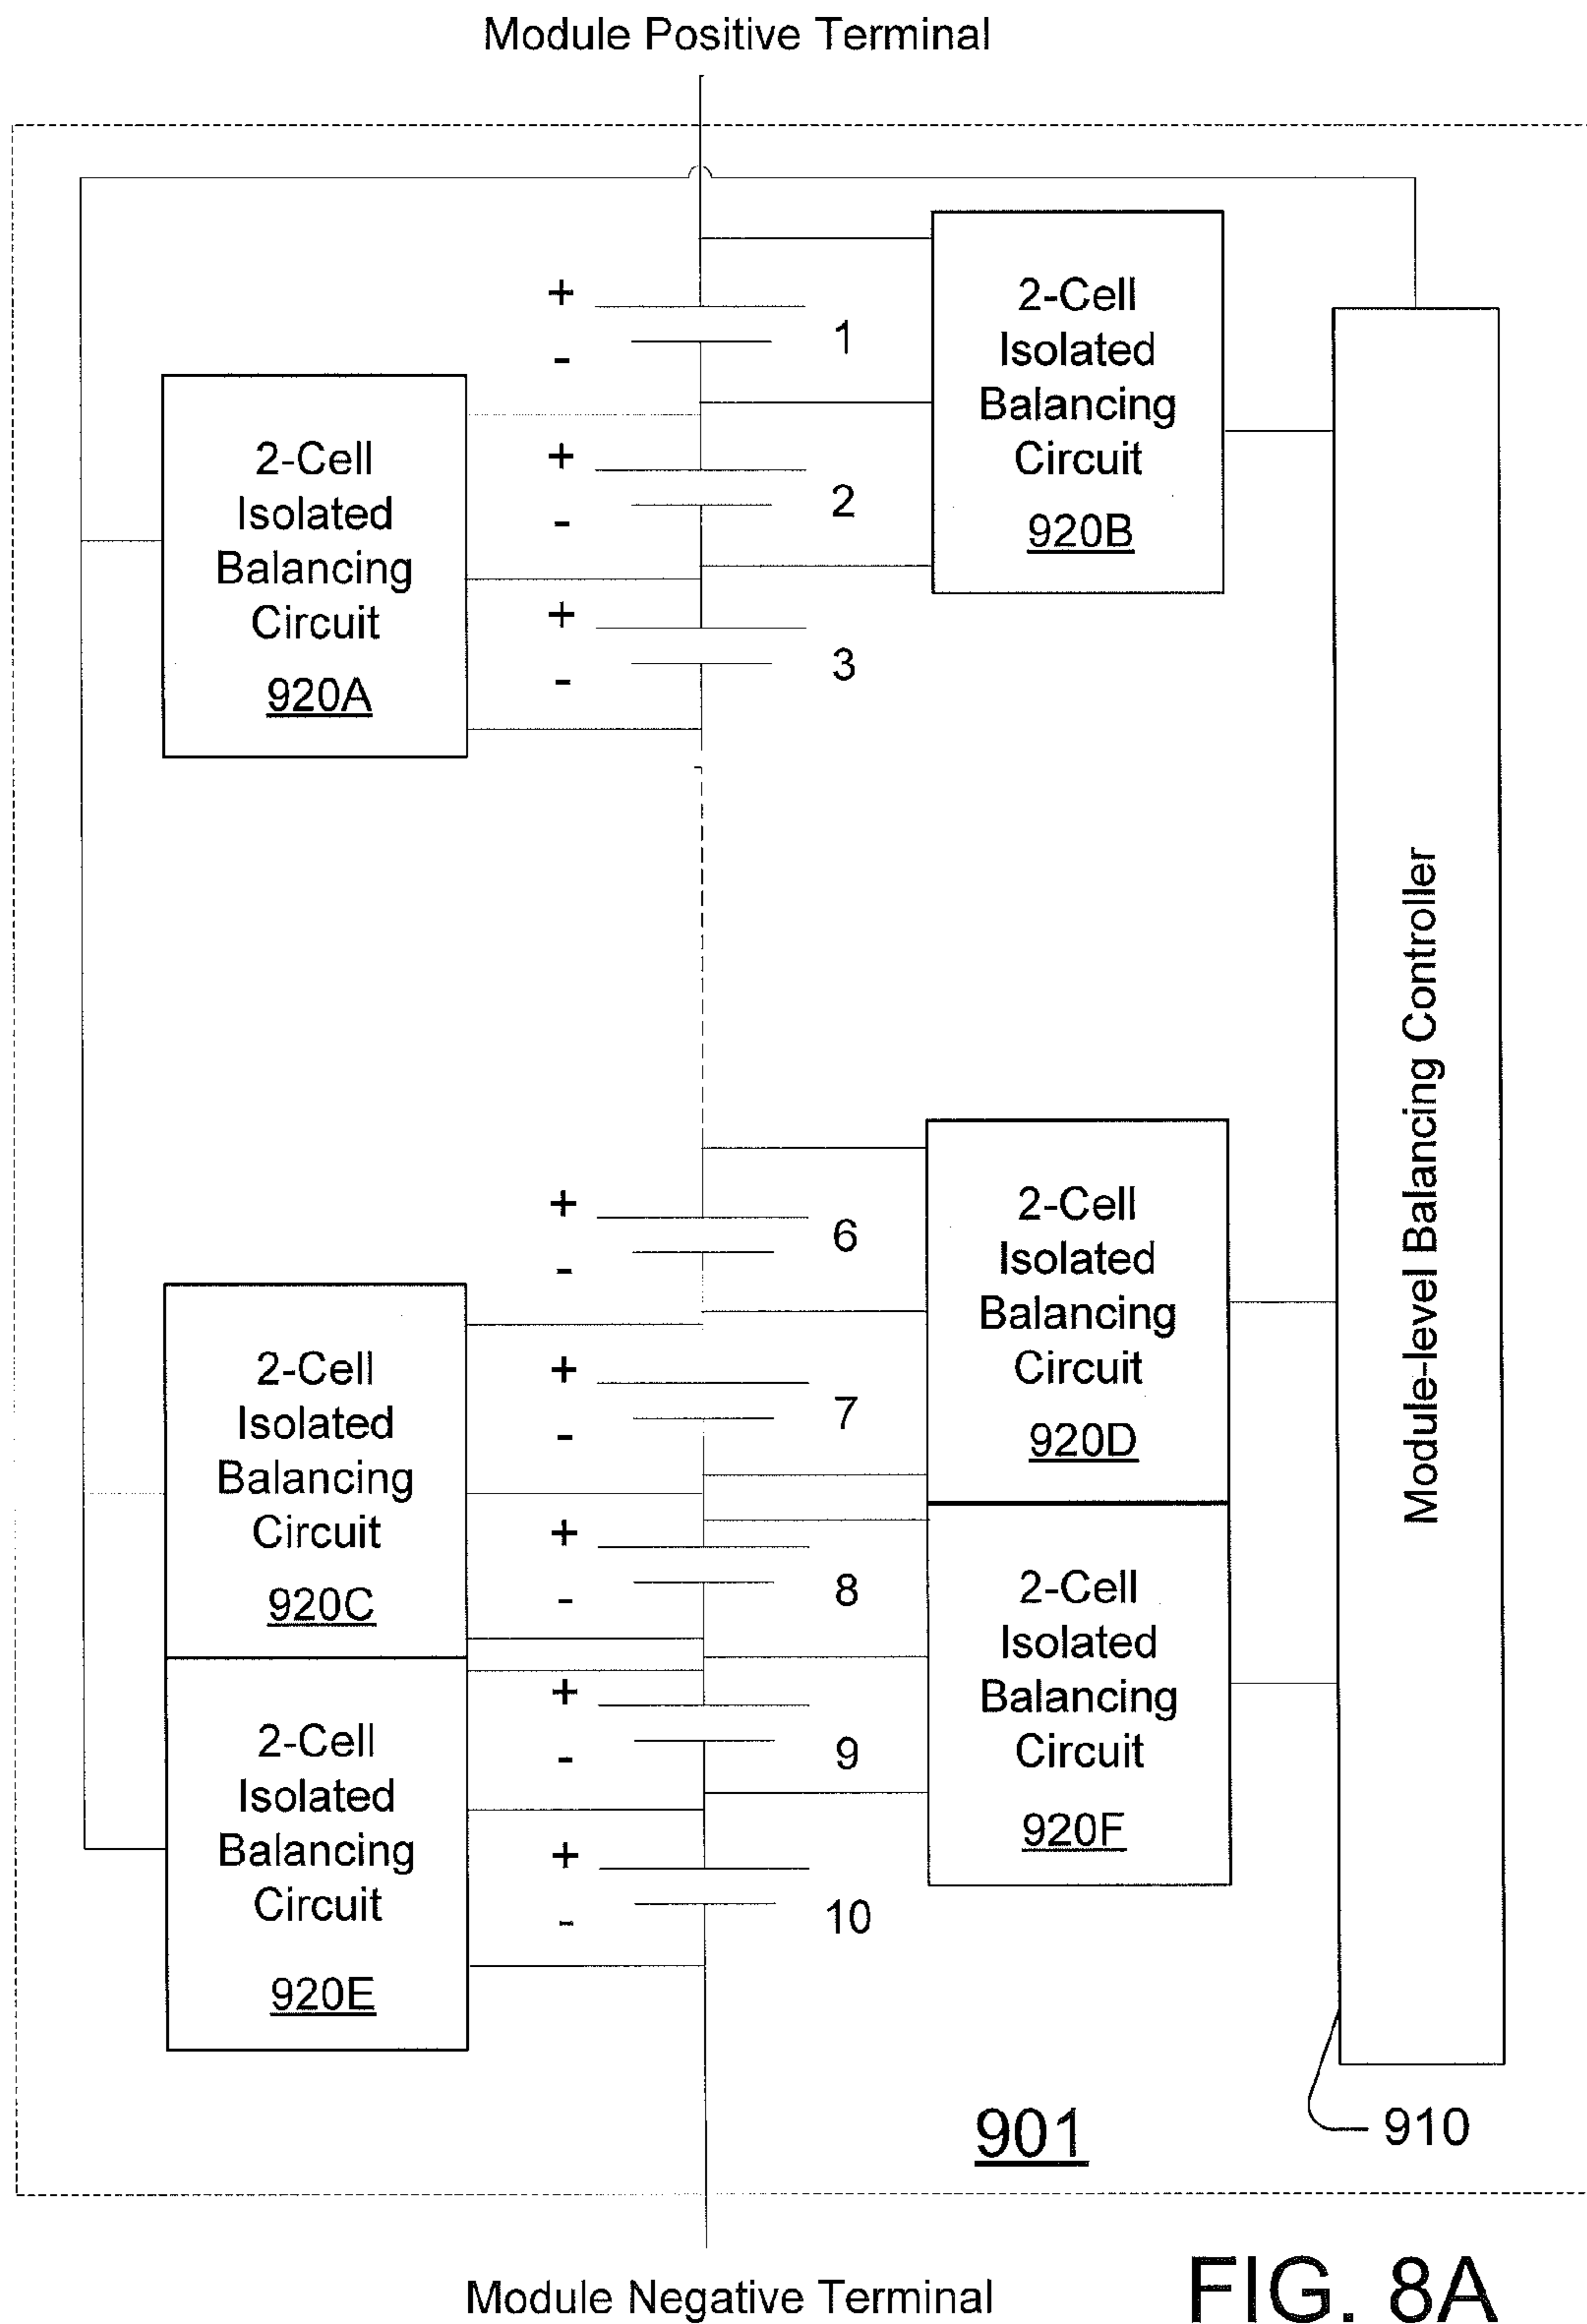 Module Positive Terminal
+
-
1
2-Cell
Isolated
Balancing
Circuit
920B
2-Cell
Isolated
Balancing
Circuit
920A
+
-
2
+
-
3
Module-level Balancing Controller
+
-
6
2-Cell
Isolated
Balancing
Circuit
920D
2-Cell
Isolated
Balancing
Circuit
920C
+
-
7
+
-
8
2-Cell
Isolated
Balancing
Circuit
920F
2-Cell
Isolated
Balancing
Circuit
920E
+
-
9
+
-
10
901
910
Module Negative Terminal
FIG. 8A